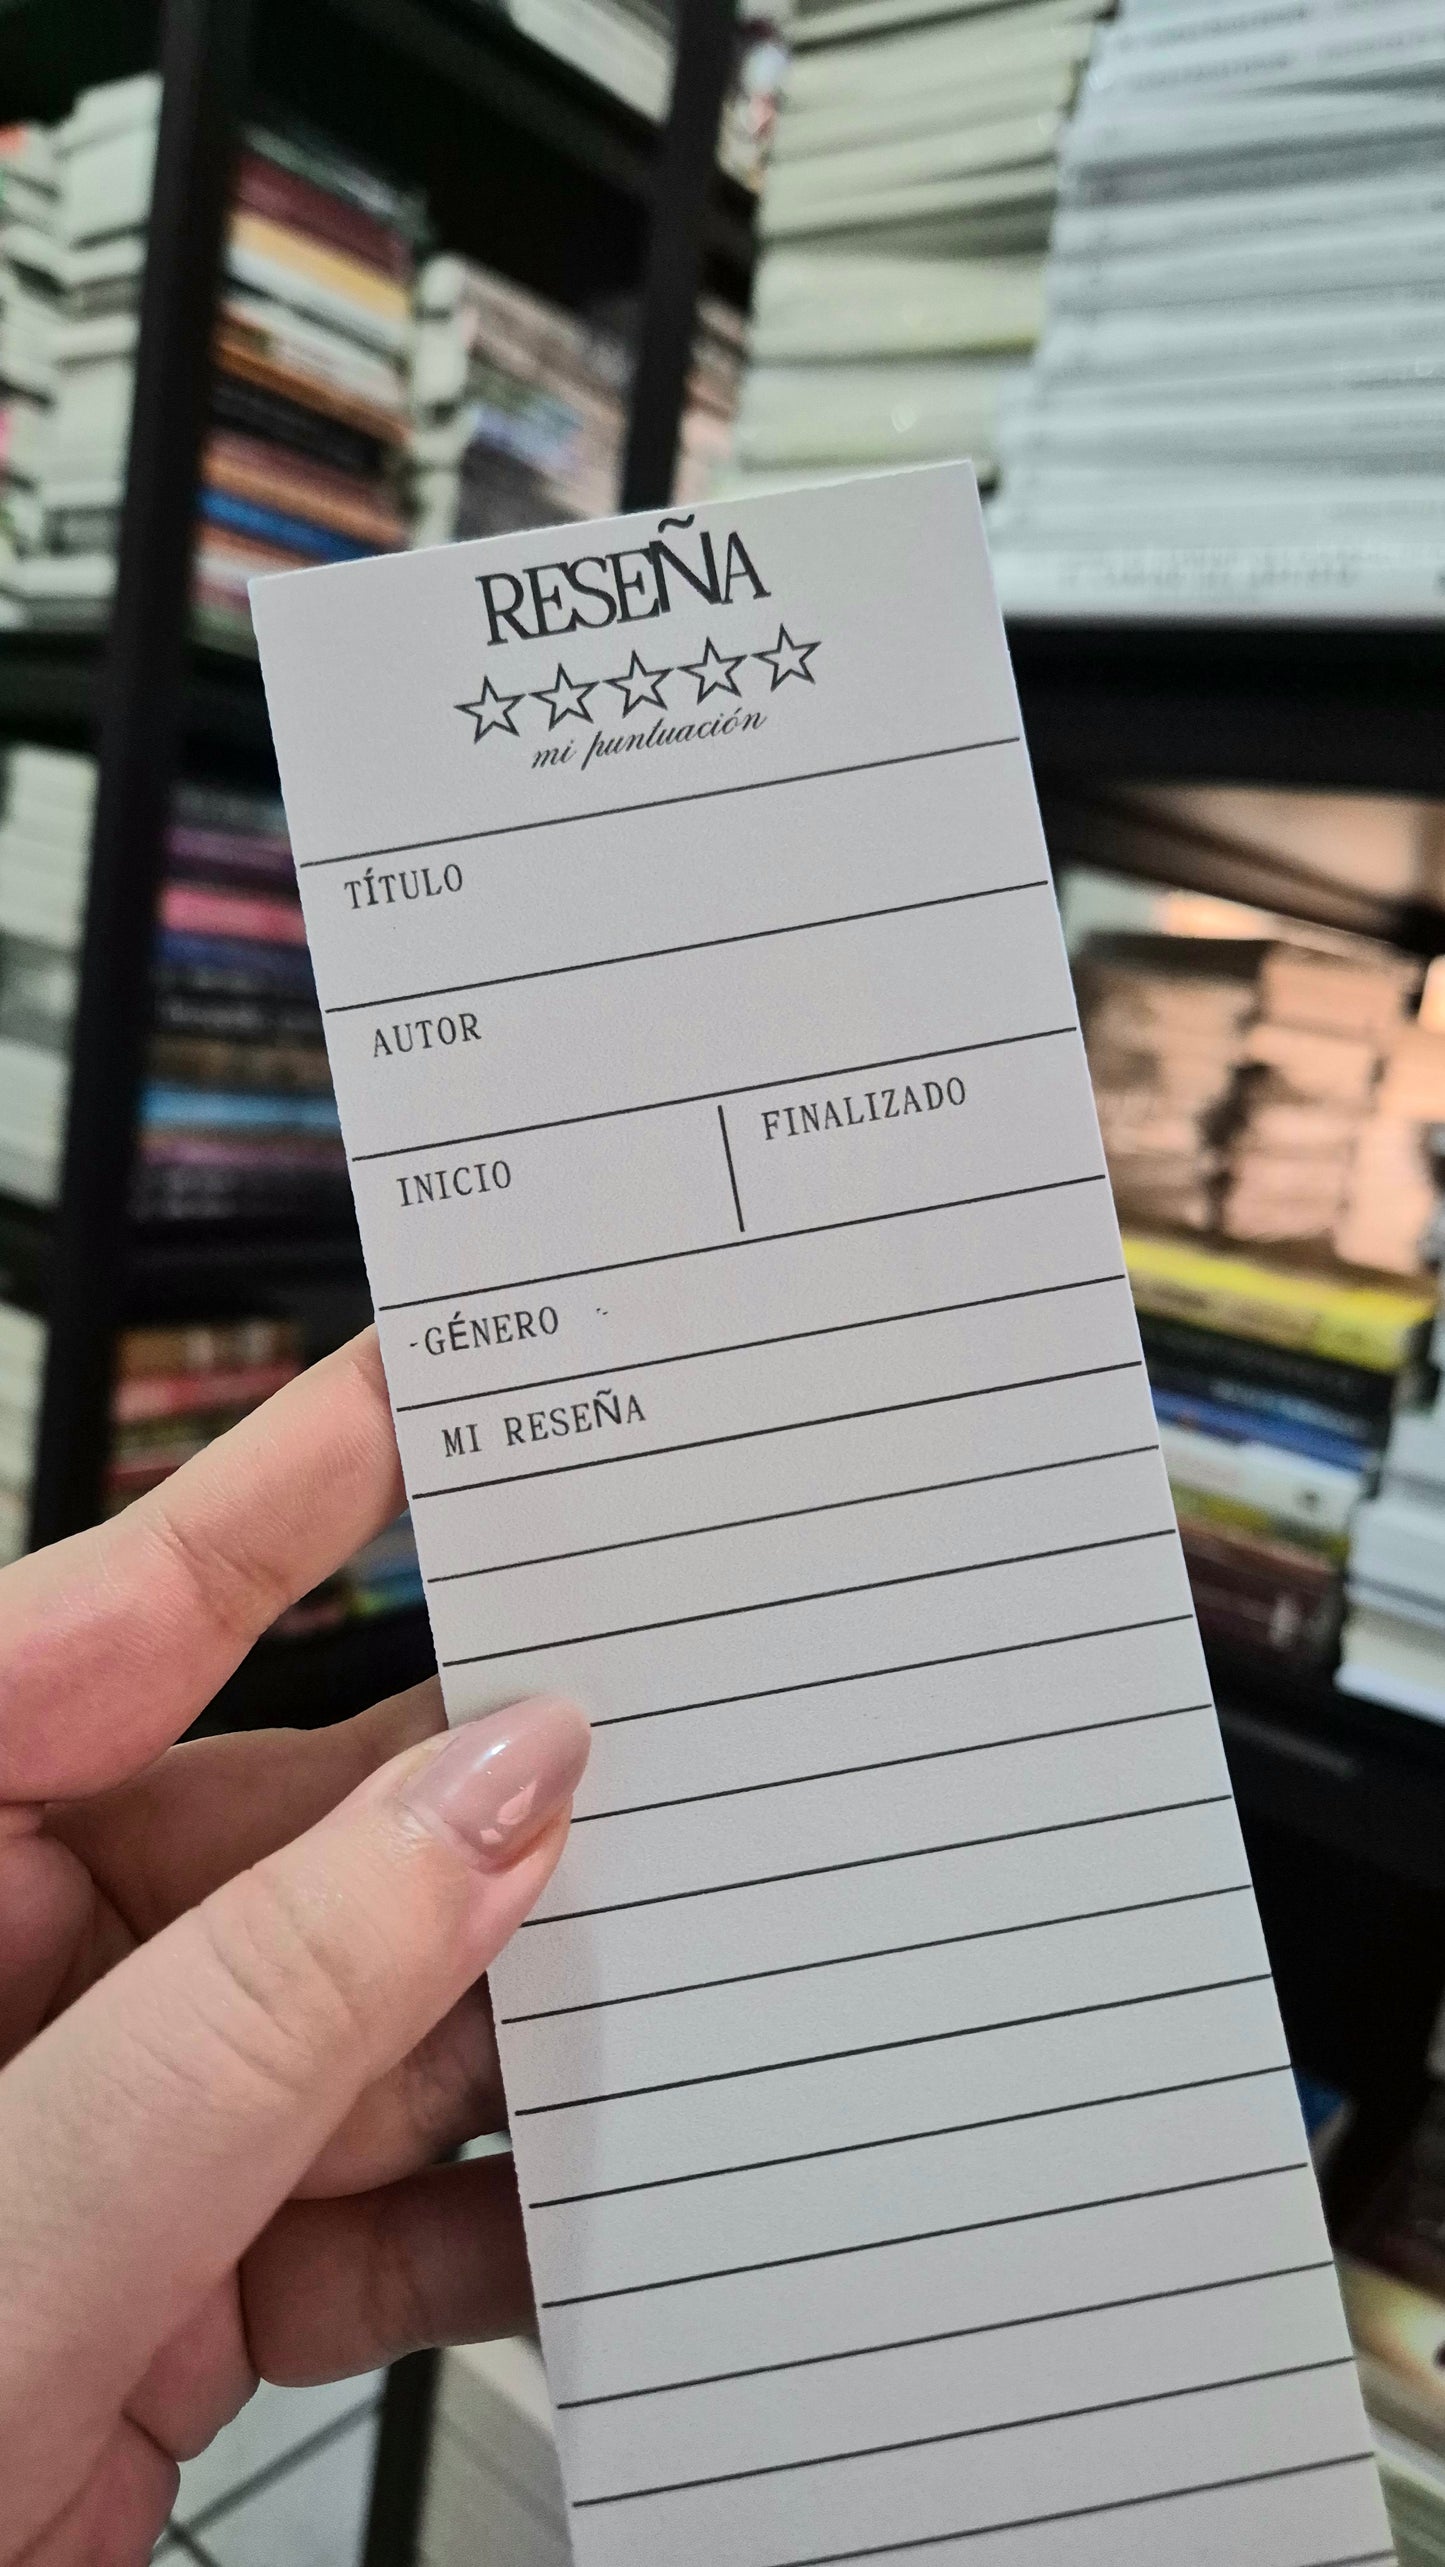 RESEÑA
mi puntuación
TÍTULO
AUTOR
INICIO FINALIZADO
-GÉNERO
MI RESEÑA